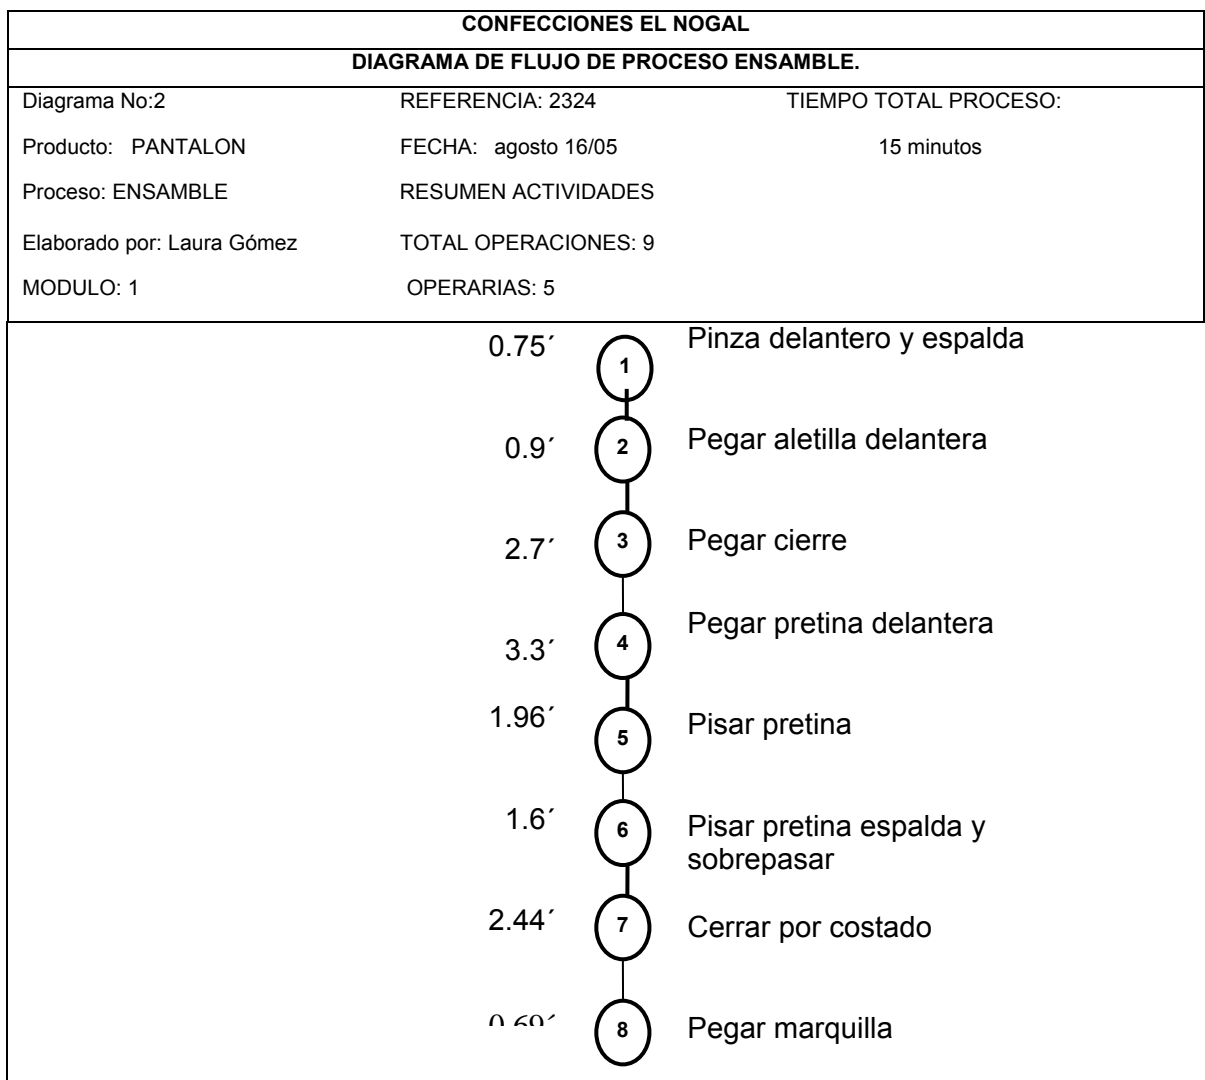 CONFECCIONES EL NOGAL
DIAGRAMA DE FLUJO DE PROCESO ENSAMBLE.
Diagrama No:2 REFERENCIA: 2324 TIEMPO TOTAL PROCESO:
Producto: PANTALON FECHA: agosto 16/05 15 minutos
Proceso: ENSAMBLE RESUMEN ACTIVIDADES
Elaborado por: Laura Gómez TOTAL OPERACIONES: 9
MODULO: 1 OPERARIAS: 5
0.75´ 1 Pinza delantero y espalda
0.9´ 2 Pegar aletilla delantera
2.7´ 3 Pegar cierre
3.3´ 4 Pegar pretina delantera
1.96´ 5 Pisar pretina
1.6´ 6 Pisar pretina espalda y
sobrepasar
2.44´ 7 Cerrar por costado
8 Pegar marquilla